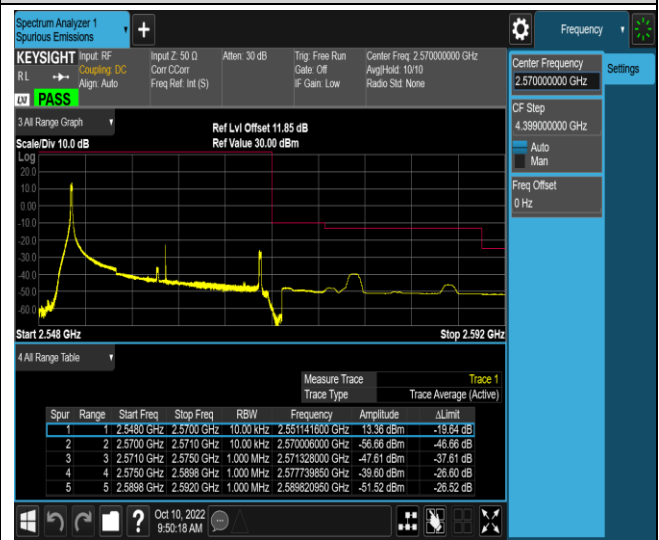 Spectrum Analyzer 1
Spurious Emissions
Frequency
KEYSIGHT Input: RF Input Z: 50 Ω Atten: 30 dB Trig: Free Run Center Freq: 2.570000000 GHz
RL Coupling: DC Corr CCorr Gate: Off Avg|Hold: 10/10
Align: Auto Freq Ref: Int (S) IF Gain: Low Radio Std: None
LXI PASS
Center Frequency
2.570000000 GHz
Settings
CF Step
4.399000000 GHz
Auto
Man
Freq Offset
0 Hz
3 All Range Graph
Ref Lvl Offset 11.85 dB
Scale/Div 10.0 dB Ref Value 30.00 dBm
Log
20.0
10.0
0.00
-10.0
-20.0
-30.0
-40.0
-50.0
-60.0
Start 2.548 GHz Stop 2.592 GHz
4 All Range Table
Measure Trace Trace 1
Trace Type Trace Average (Active)
Spur Range Start Freq Stop Freq RBW Frequency Amplitude ΔLimit
1 1 2.5480 GHz 2.5700 GHz 10.00 kHz 2.551141600 GHz 13.36 dBm -19.64 dB
2 2 2.5700 GHz 2.5710 GHz 10.00 kHz 2.570006000 GHz -56.66 dBm -46.66 dB
3 3 2.5710 GHz 2.5750 GHz 1.000 MHz 2.571328000 GHz -47.61 dBm -37.61 dB
4 4 2.5750 GHz 2.5898 GHz 1.000 MHz 2.577739850 GHz -39.60 dBm -26.60 dB
5 5 2.5898 GHz 2.5920 GHz 1.000 MHz 2.589820950 GHz -51.52 dBm -26.52 dB
Oct 10, 2022
9:50:18 AM